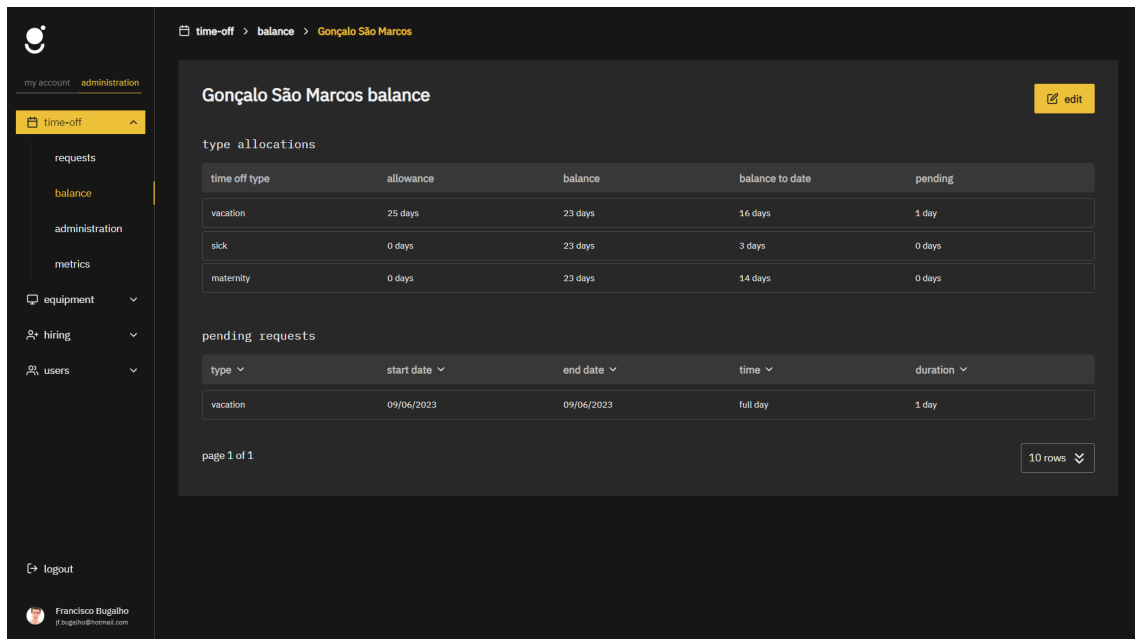 time-off > balance > Gonçalo São Marcos
my account administration
time-off
requests
balance
administration
metrics
equipment
hiring
users
logout
Francisco Bugalho
jf.bugalho@hotmail.com
Gonçalo São Marcos balance
edit
type allocations
time off type allowance balance balance to date pending
vacation 25 days 23 days 16 days 1 day
sick 0 days 23 days 3 days 0 days
maternity 0 days 23 days 14 days 0 days
pending requests
type start date end date time duration
vacation 09/06/2023 09/06/2023 full day 1 day
page 1 of 1
10 rows